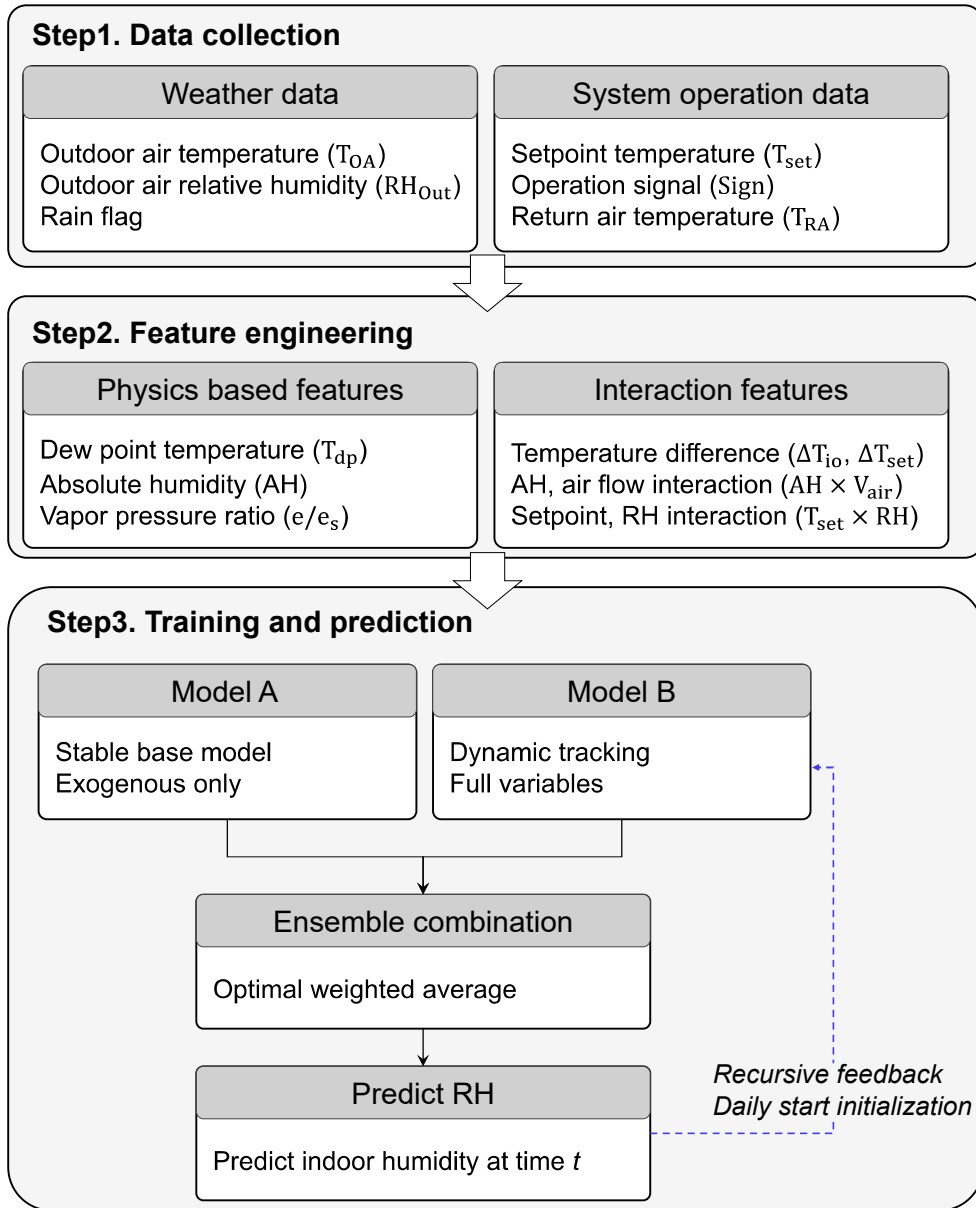 Step1. Data collection
Weather data
Outdoor air temperature (T_OA)
Outdoor air relative humidity (RH_Out)
Rain flag
System operation data
Setpoint temperature (T_set)
Operation signal (Sign)
Return air temperature (T_RA)
Step2. Feature engineering
Physics based features
Dew point temperature (T_dp)
Absolute humidity (AH)
Vapor pressure ratio (e/e_s)
Interaction features
Temperature difference (ΔT_io, ΔT_set)
AH, air flow interaction (AH × V_air)
Setpoint, RH interaction (T_set × RH)
Step3. Training and prediction
Model A
Stable base model
Exogenous only
Model B
Dynamic tracking
Full variables
Ensemble combination
Optimal weighted average
Predict RH
Predict indoor humidity at time t
Recursive feedback
Daily start initialization